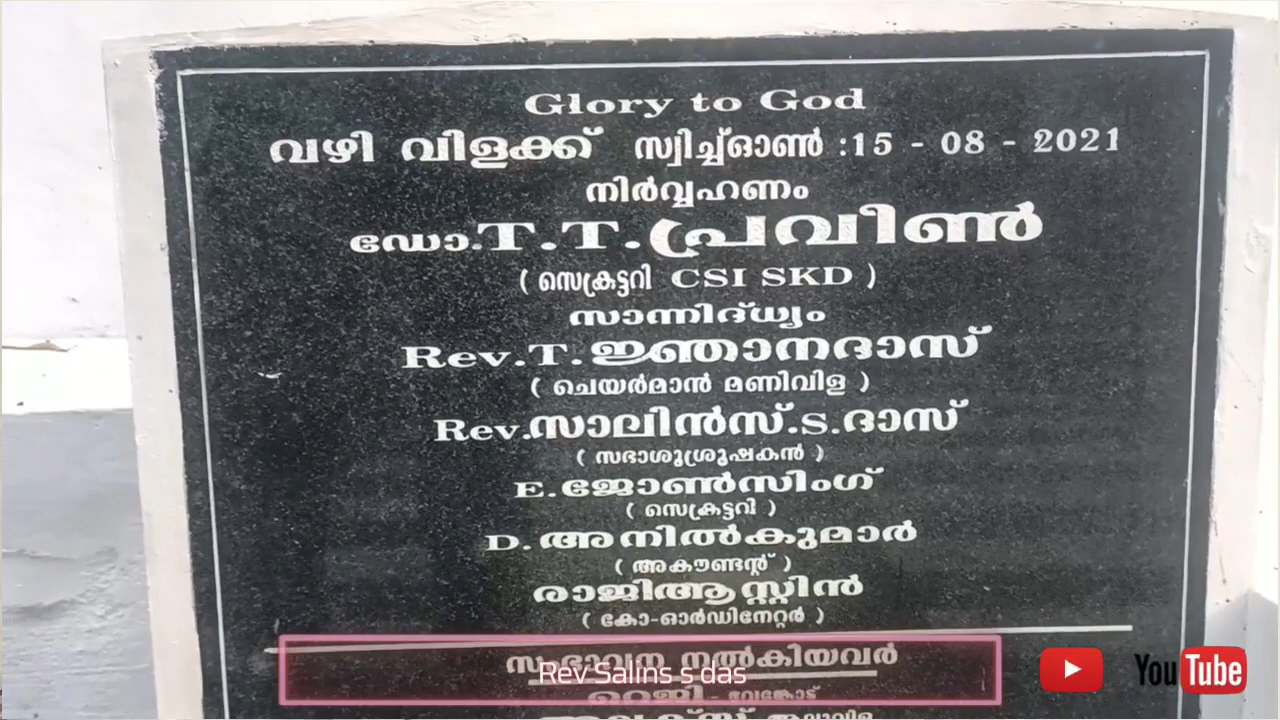 Glory to God
വഴി വിളക്ക് സ്വിച്ച്ഓൺ :15 - 08 - 2021
നിർവ്വഹണം
ഡോ.T.T.പ്രവീൺ
( സെക്രട്ടറി CSI SKD )
സാന്നിദ്ധ്യം
Rev.T.ഇഞാനദാസ്
( ചെയർമാൻ മണിവിള )
Rev.സാലിൻസ്.S.ദാസ്
( സഭാശുശ്രൂഷകൻ )
E.ജോൺസിംഗ്
( സെക്രട്ടറി )
D.അനിൽകുമാർ
( അകൗണ്ടന്റ് )
രാജിആസ്റ്റിൻ
( കോ-ഓർഡിനേറ്റർ )
സംഭാവന നൽകിയവർ
Rev Salins s das
റെജി -
YouTube